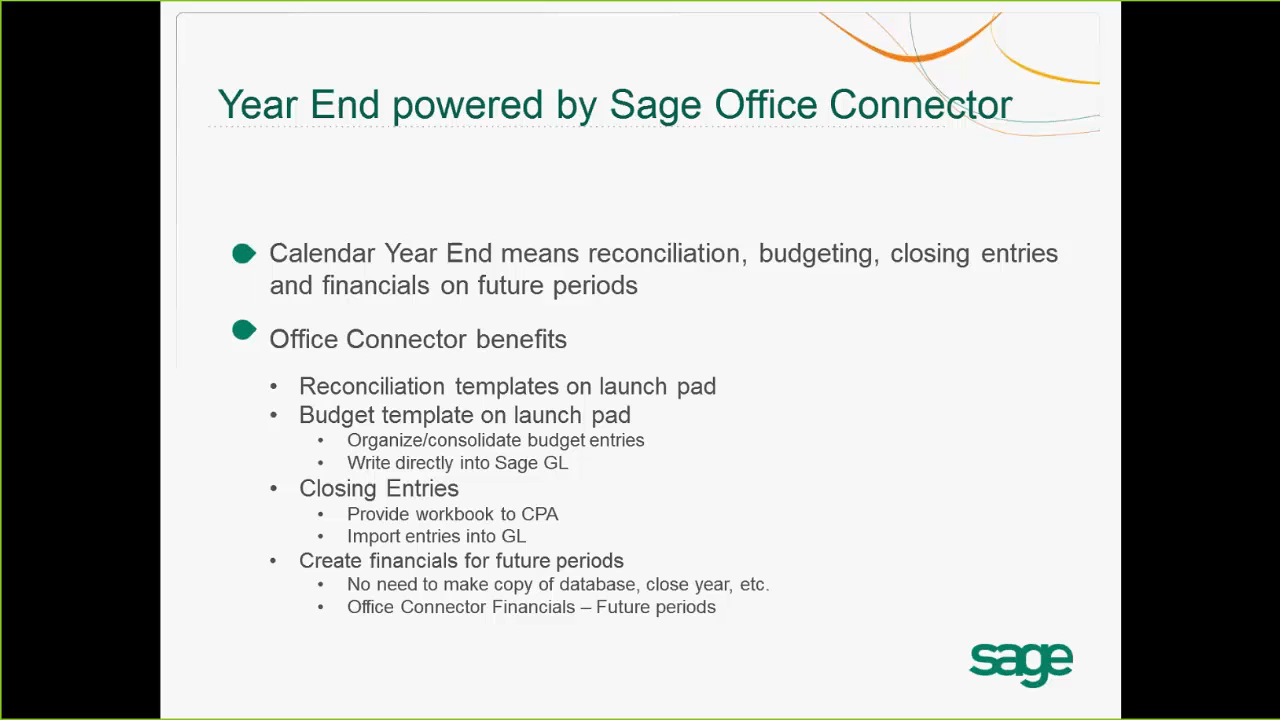 Year End powered by Sage Office Connector
Calendar Year End means reconciliation, budgeting, closing entries
and financials on future periods
Office Connector benefits
• Reconciliation templates on launch pad
• Budget template on launch pad
• Organize/consolidate budget entries
• Write directly into Sage GL
• Closing Entries
• Provide workbook to CPA
• Import entries into GL
• Create financials for future periods
• No need to make copy of database, close year, etc.
• Office Connector Financials – Future periods
sage